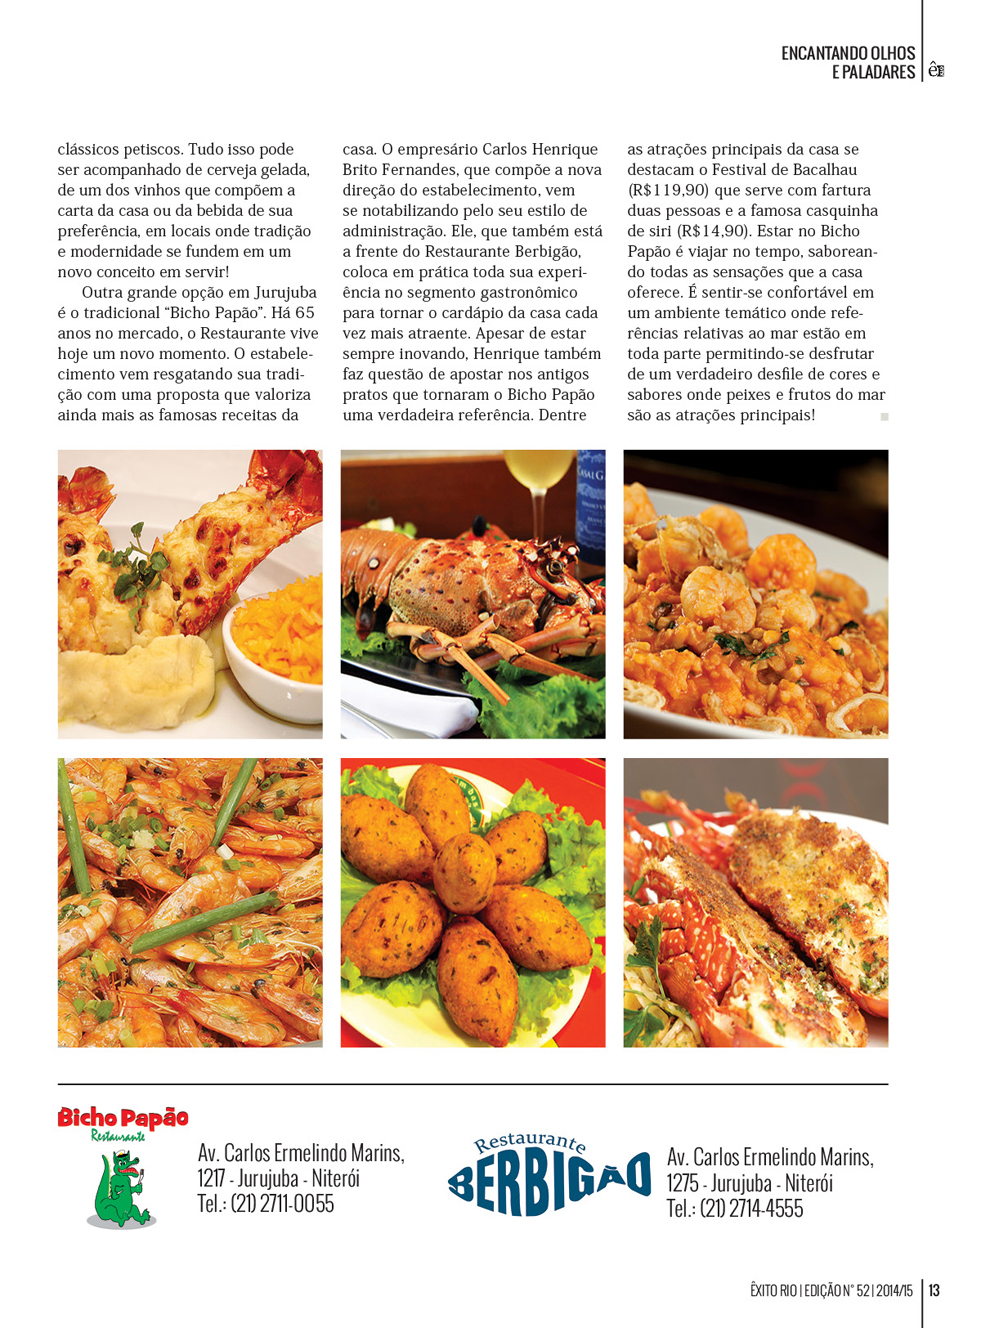 ENCANTANDO OLHOS
E PALADARES
clássicos petiscos. Tudo isso pode
ser acompanhado de cerveja gelada,
de um dos vinhos que compõem a
carta da casa ou da bebida de sua
preferência, em locais onde tradição
e modernidade se fundem em um
novo conceito em servir!
Outra grande opção em Jurujuba
é o tradicional “Bicho Papão”. Há 65
anos no mercado, o Restaurante vive
hoje um novo momento. O estabele-
cimento vem resgatando sua tradi-
ção com uma proposta que valoriza
ainda mais as famosas receitas da
casa. O empresário Carlos Henrique
Brito Fernandes, que compõe a nova
direção do estabelecimento, vem
se notabilizando pelo seu estilo de
administração. Ele, que também está
a frente do Restaurante Berbigão,
coloca em prática toda sua experi-
ência no segmento gastronômico
para tornar o cardápio da casa cada
vez mais atraente. Apesar de estar
sempre inovando, Henrique também
faz questão de apostar nos antigos
pratos que tornaram o Bicho Papão
uma verdadeira referência. Dentre
as atrações principais da casa se
destacam o Festival de Bacalhau
(R$119,90) que serve com fartura
duas pessoas e a famosa casquinha
de siri (R$14,90). Estar no Bicho
Papão é viajar no tempo, saborean-
do todas as sensações que a casa
oferece. É sentir-se confortável em
um ambiente temático onde refe-
rências relativas ao mar estão em
toda parte permitindo-se desfrutar
de um verdadeiro desfile de cores e
sabores onde peixes e frutos do mar
são as atrações principais!
Bicho Papão
Restaurante
Av. Carlos Ermelindo Marins,
1217 - Jurujuba - Niterói
Tel.: (21) 2711-0055
Restaurante
BERBIGÃO
Av. Carlos Ermelindo Marins,
1275 - Jurujuba - Niterói
Tel.: (21) 2714-4555
ÊXITO RIO | EDIÇÃO N° 52 | 2014/15 | 13